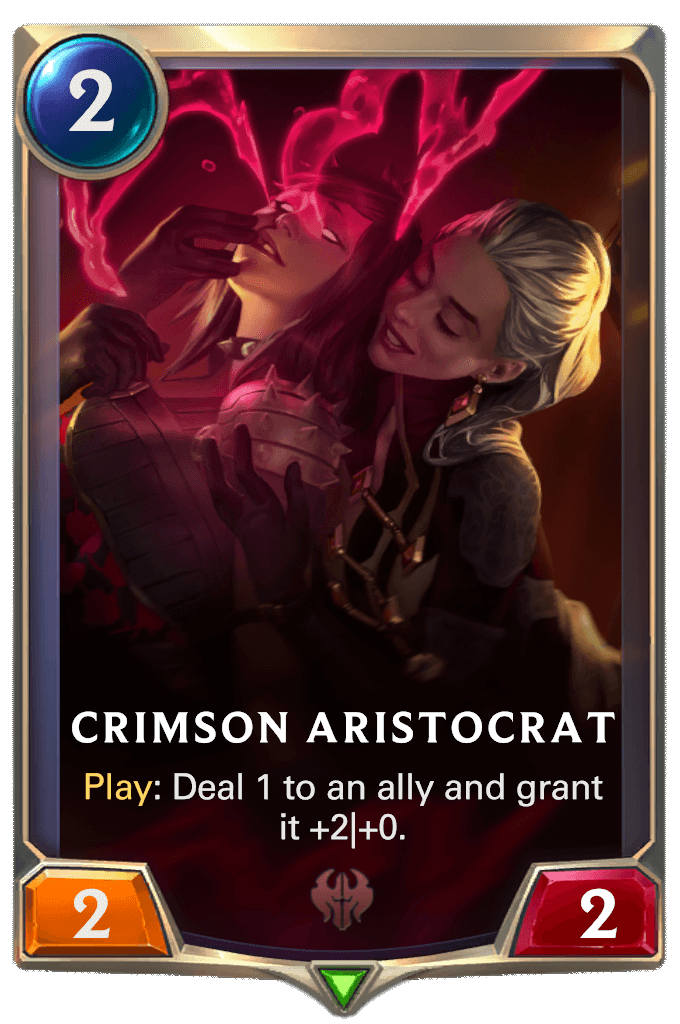 2
CRIMSON ARISTOCRAT
Play: Deal 1 to an ally and grant
it +2|+0.
2 2